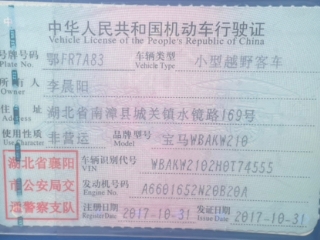 中华人民共和国机动车行驶证
Vehicle License of the People's Republic of China
号牌号码 鄂FR7A83 车辆类型 小型越野客车
Plate No. Vehicle Type
所有人 李晨阳
Owner
住 址 湖北省南漳县城关镇水镜路169号
Address
使用性质 非营运 品牌型号 宝马WBAKW210
Use Character Model
湖北省襄阳市公安局交通警察支队
车辆识别代号 WBAKW2102H0T74555
VIN
发动机号码 A6601652N20B20A
Engine No.
注册日期 2017-10-31 发证日期 2017-10-31
Register Date Issue Date